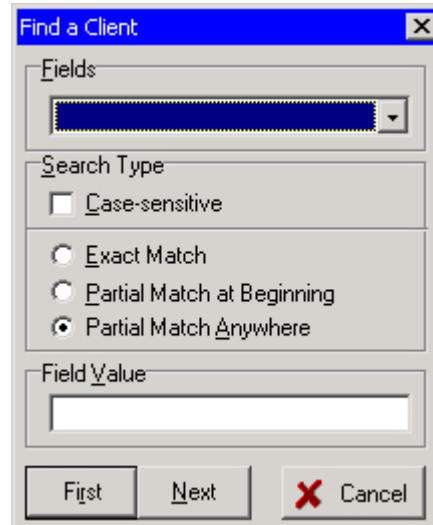 Find a Client
Fields
Search Type
Case-sensitive
Exact Match
Partial Match at Beginning
Partial Match Anywhere
Field Value
First Next Cancel